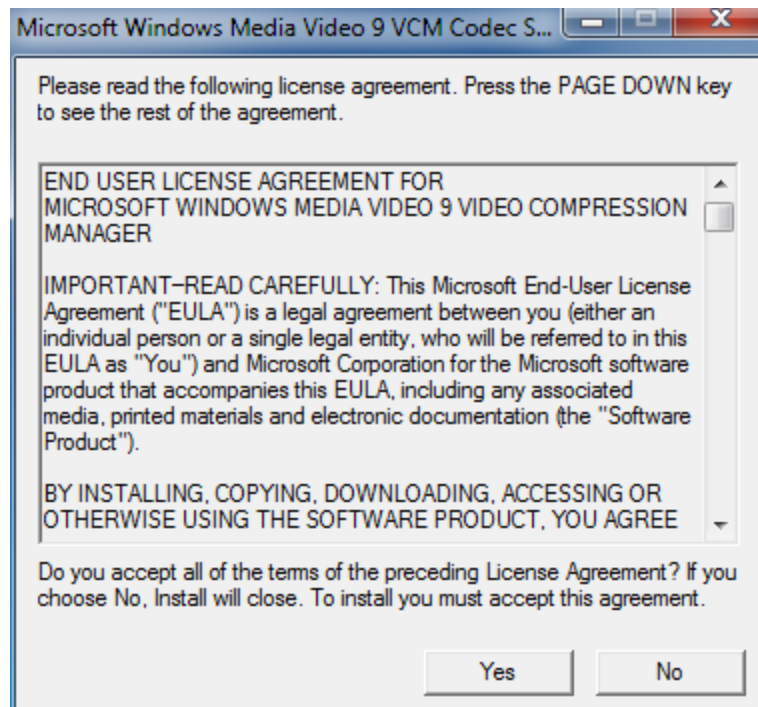 Microsoft Windows Media Video 9 VCM Codec S...
Please read the following license agreement. Press the PAGE DOWN key
to see the rest of the agreement.
END USER LICENSE AGREEMENT FOR
MICROSOFT WINDOWS MEDIA VIDEO 9 VIDEO COMPRESSION
MANAGER
IMPORTANT–READ CAREFULLY: This Microsoft End-User License
Agreement ("EULA") is a legal agreement between you (either an
individual person or a single legal entity, who will be referred to in this
EULA as "You") and Microsoft Corporation for the Microsoft software
product that accompanies this EULA, including any associated
media, printed materials and electronic documentation (the "Software
Product").
BY INSTALLING, COPYING, DOWNLOADING, ACCESSING OR
OTHERWISE USING THE SOFTWARE PRODUCT, YOU AGREE
Do you accept all of the terms of the preceding License Agreement? If you
choose No, Install will close. To install you must accept this agreement.
Yes
No